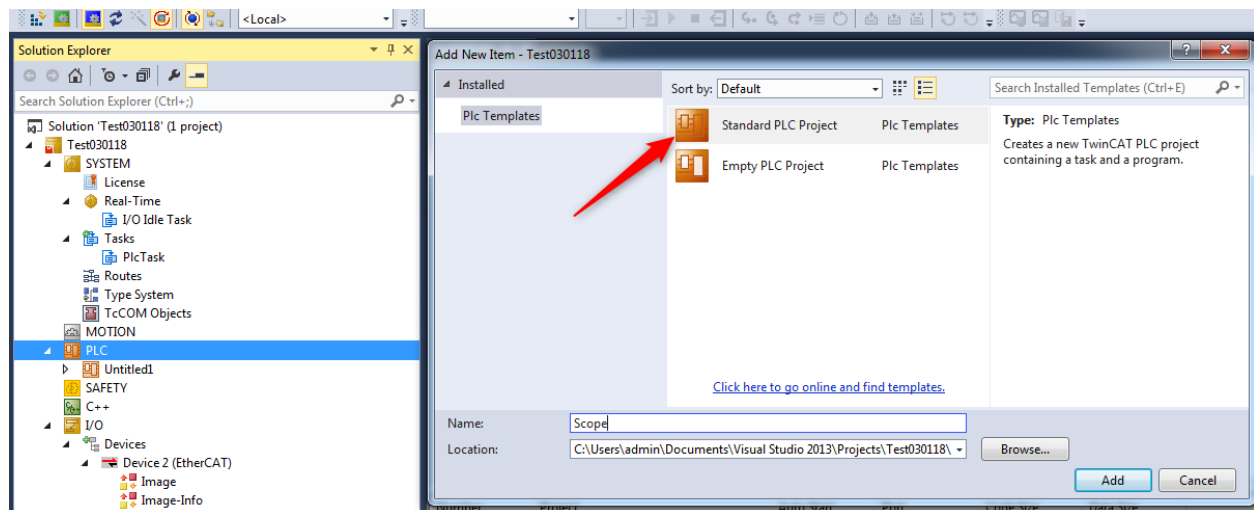 <Local>
Solution Explorer
Search Solution Explorer (Ctrl+;)
Solution 'Test030118' (1 project)
Test030118
SYSTEM
License
Real-Time
I/O Idle Task
Tasks
PlcTask
Routes
Type System
TcCOM Objects
MOTION
PLC
Untitled1
SAFETY
C++
I/O
Devices
Device 2 (EtherCAT)
Image
Image-Info
Add New Item - Test030118
Installed
Plc Templates
Sort by: Default
Search Installed Templates (Ctrl+E)
Standard PLC Project Plc Templates
Empty PLC Project Plc Templates
Type: Plc Templates
Creates a new TwinCAT PLC project
containing a task and a program.
Click here to go online and find templates.
Name: Scope
Location: C:\Users\admin\Documents\Visual Studio 2013\Projects\Test030118\
Browse...
Add Cancel